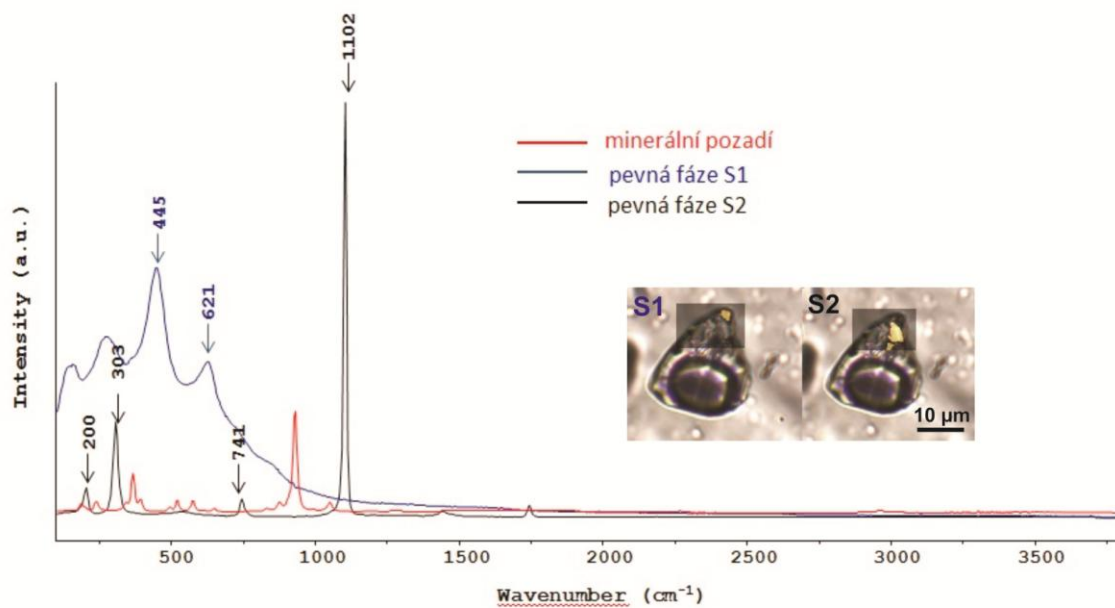 1102
445
621
303
200
741
minerální pozadí
pevná fáze S1
pevná fáze S2
S1
S2
10 µm
Intensity (a.u.)
500
1000
1500
2000
2500
3000
3500
Wavenumber (cm⁻¹)